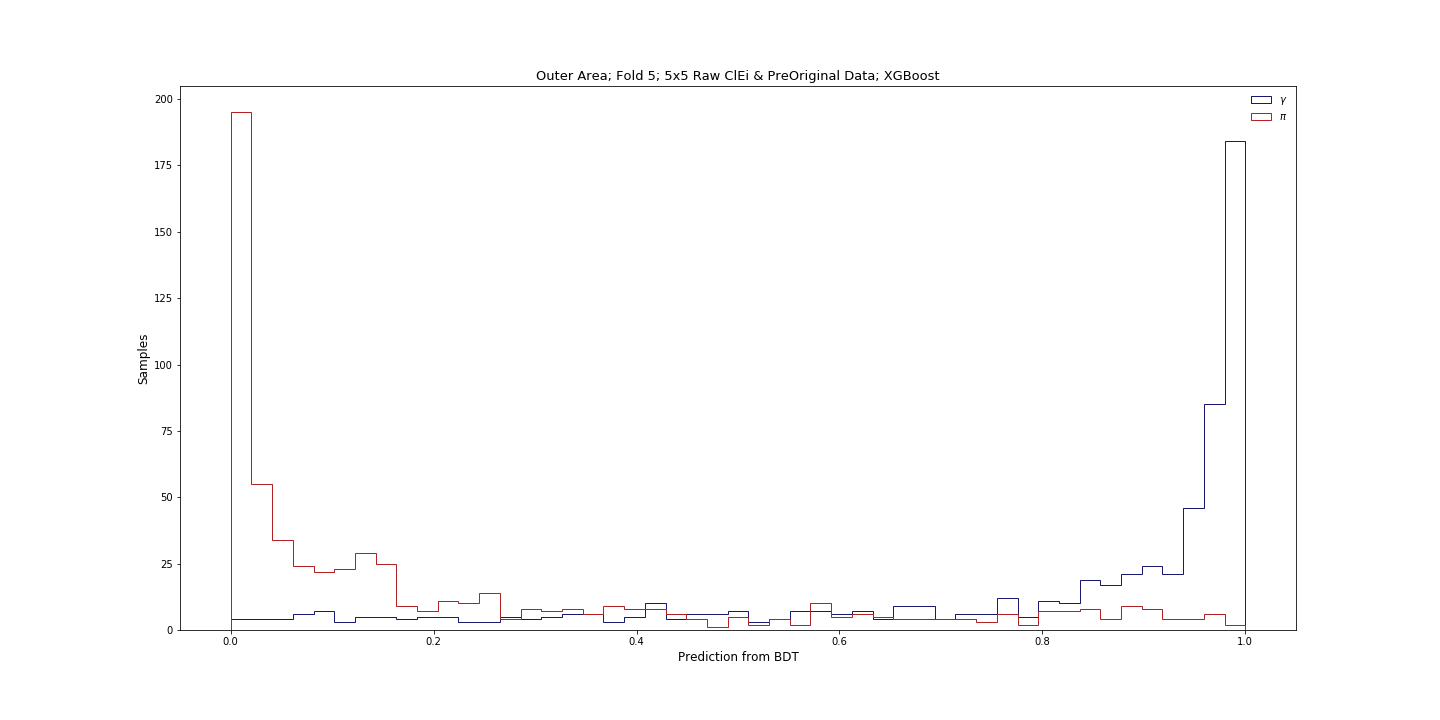 Outer Area; Fold 5; 5x5 Raw ClEi & PreOriginal Data; XGBoost
γ
π
200
175
150
125
100
75
50
25
0
Samples
0.0 0.2 0.4 0.6 0.8 1.0
Prediction from BDT